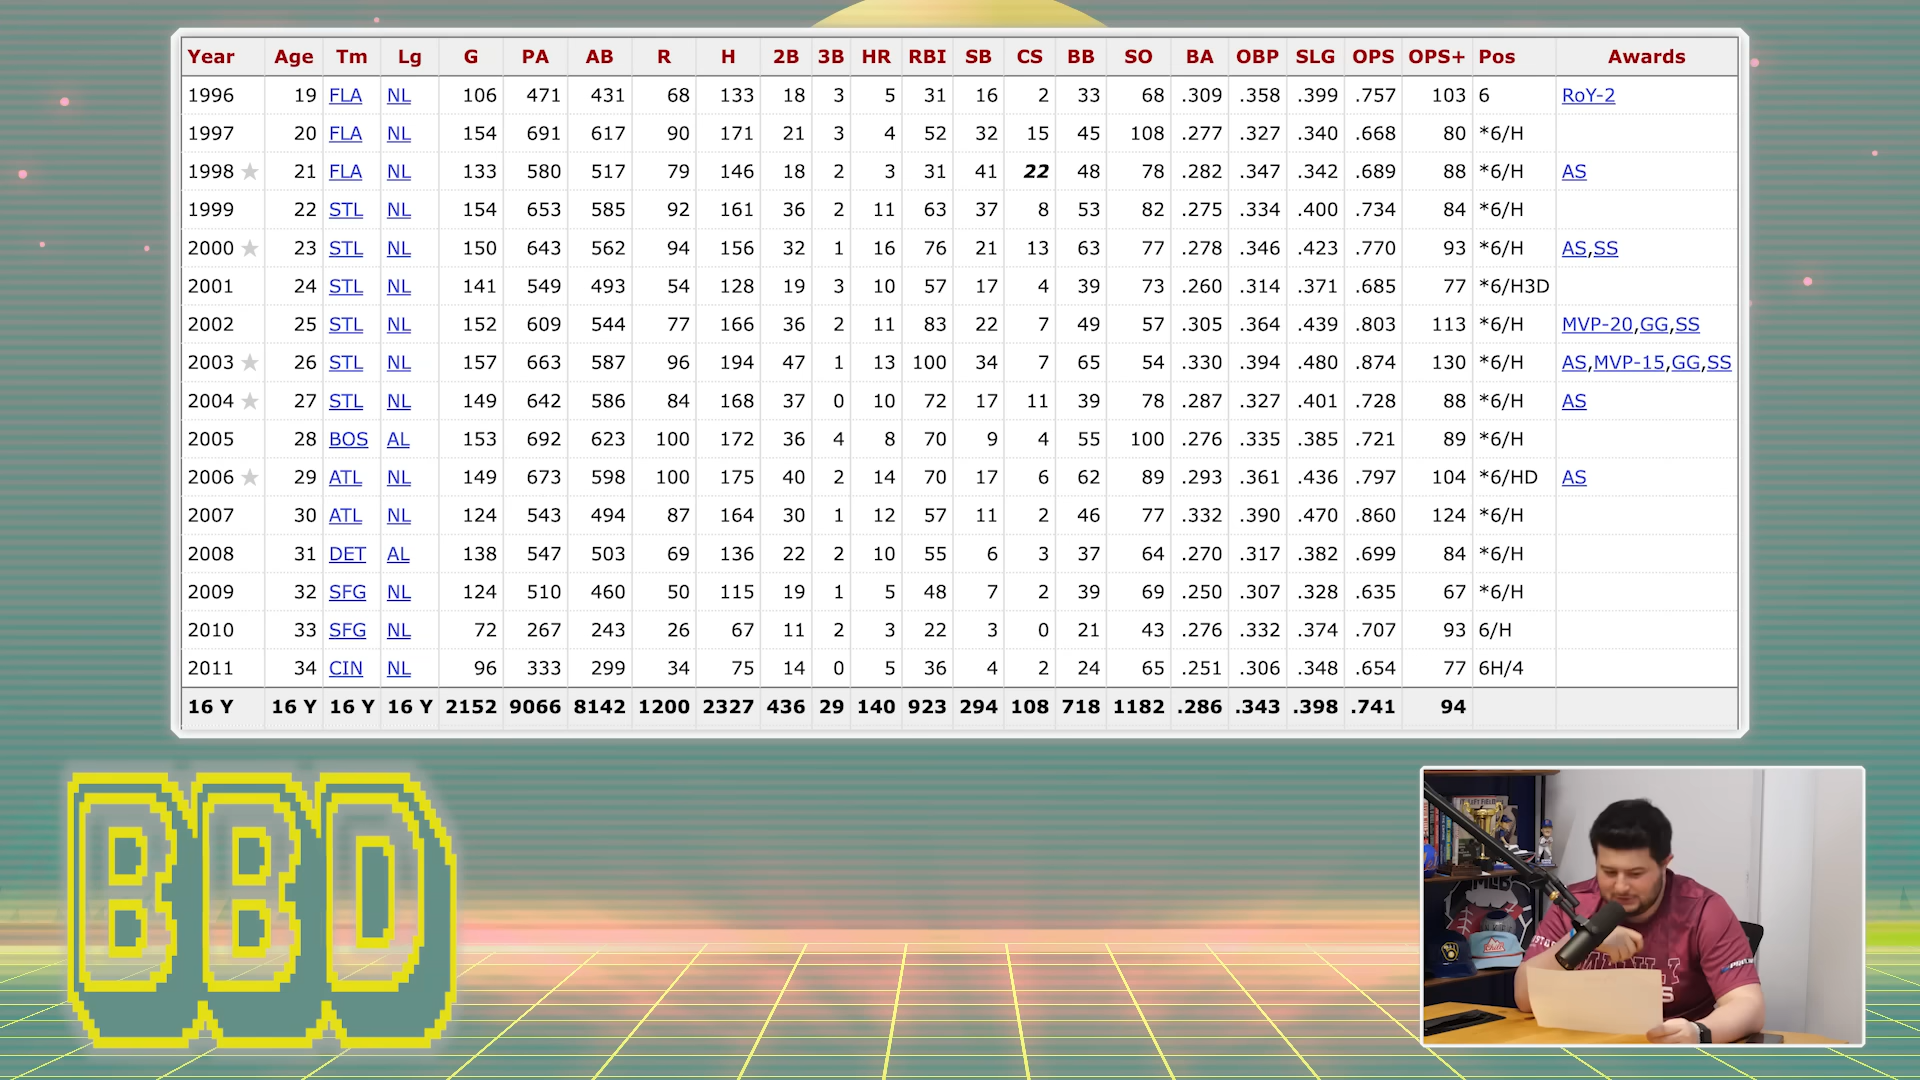 Year Age Tm Lg G PA AB R H 2B 3B HR RBI SB CS BB SO BA OBP SLG OPS OPS+ Pos Awards
1996 19 FLA NL 106 471 431 68 133 18 3 5 31 16 2 33 68 .309 .358 .399 .757 103 6 RoY-2
1997 20 FLA NL 154 691 617 90 171 21 3 4 52 32 15 45 108 .277 .327 .340 .668 80 *6/H
1998 ★ 21 FLA NL 133 580 517 79 146 18 2 3 31 41 22 48 78 .282 .347 .342 .689 88 *6/H AS
1999 22 STL NL 154 653 585 92 161 36 2 11 63 37 8 53 82 .275 .334 .400 .734 84 *6/H
2000 ★ 23 STL NL 150 643 562 94 156 32 1 16 76 21 13 63 77 .278 .346 .423 .770 93 *6/H AS,SS
2001 24 STL NL 141 549 493 54 128 19 3 10 57 17 4 39 73 .260 .314 .371 .685 77 *6/H3D
2002 25 STL NL 152 609 544 77 166 36 2 11 83 22 7 49 57 .305 .364 .439 .803 113 *6/H MVP-20,GG,SS
2003 ★ 26 STL NL 157 663 587 96 194 47 1 13 100 34 7 65 54 .330 .394 .480 .874 130 *6/H AS,MVP-15,GG,SS
2004 ★ 27 STL NL 149 642 586 84 168 37 0 10 72 17 11 39 78 .287 .327 .401 .728 88 *6/H AS
2005 28 BOS AL 153 692 623 100 172 36 4 8 70 9 4 55 100 .276 .335 .385 .721 89 *6/H
2006 ★ 29 ATL NL 149 673 598 100 175 40 2 14 70 17 6 62 89 .293 .361 .436 .797 104 *6/HD AS
2007 30 ATL NL 124 543 494 87 164 30 1 12 57 11 2 46 77 .332 .390 .470 .860 124 *6/H
2008 31 DET AL 138 547 503 69 136 22 2 10 55 6 3 37 64 .270 .317 .382 .699 84 *6/H
2009 32 SFG NL 124 510 460 50 115 19 1 5 48 7 2 39 69 .250 .307 .328 .635 67 *6/H
2010 33 SFG NL 72 267 243 26 67 11 2 3 22 3 0 21 43 .276 .332 .374 .707 93 6/H
2011 34 CIN NL 96 333 299 34 75 14 0 5 36 4 2 24 65 .251 .306 .348 .654 77 6H/4
16 Y 16 Y 16 Y 16 Y 2152 9066 8142 1200 2327 436 29 140 923 294 108 718 1182 .286 .343 .398 .741 94
BBD